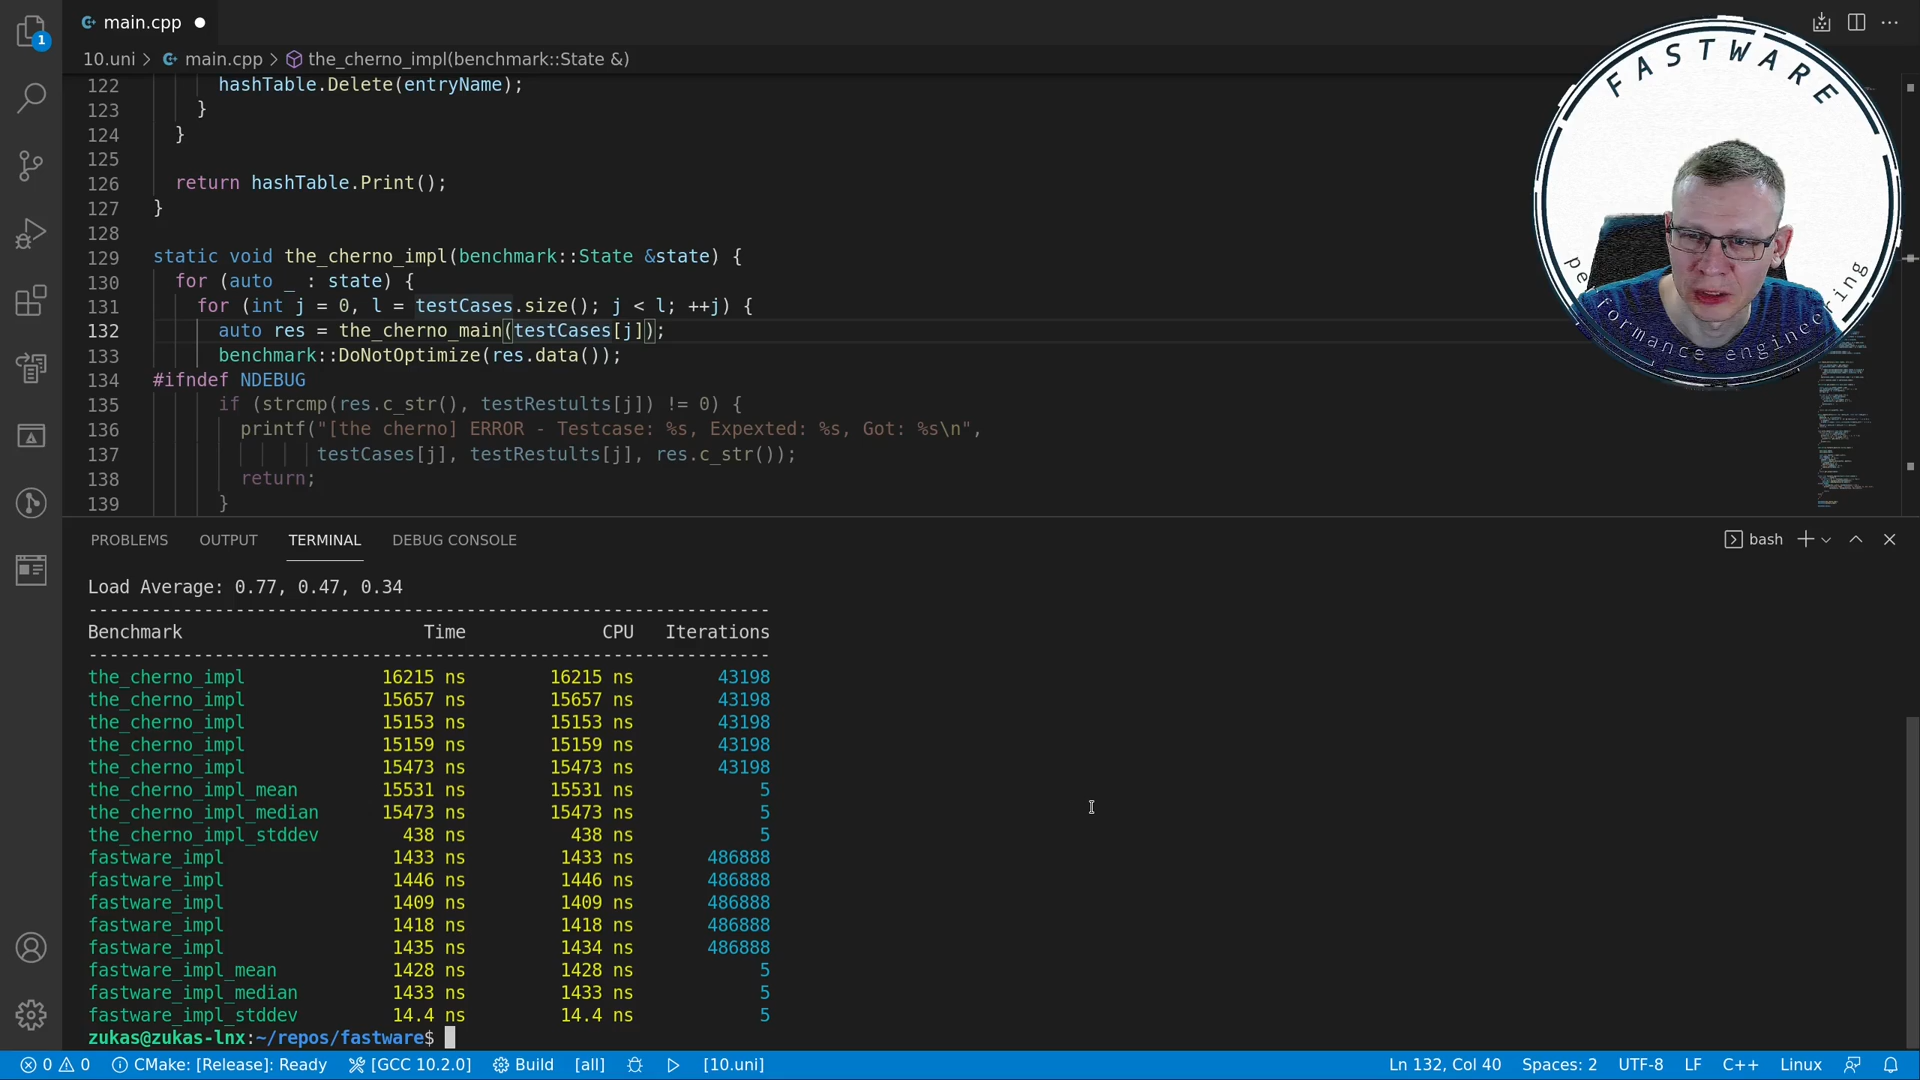 1
main.cpp
10.uni > main.cpp > the_cherno_impl(benchmark::State &)
122 hashTable.Delete(entryName);
123 }
124 }
125
126 return hashTable.Print();
127 }
128
129 static void the_cherno_impl(benchmark::State &state) {
130 for (auto _ : state) {
131 for (int j = 0, l = testCases.size(); j < l; ++j) {
132 auto res = the_cherno_main(testCases[j]);
133 benchmark::DoNotOptimize(res.data());
134 #ifndef NDEBUG
135 if (strcmp(res.c_str(), testRestults[j]) != 0) {
136 printf("[the cherno] ERROR - Testcase: %s, Expexted: %s, Got: %s\n",
137 testCases[j], testRestults[j], res.c_str());
138 return;
139 }
FASTWARE
performance engineering
PROBLEMS OUTPUT TERMINAL DEBUG CONSOLE
bash
Load Average: 0.77, 0.47, 0.34
-----------------------------------------------------------------
Benchmark Time CPU Iterations
-----------------------------------------------------------------
the_cherno_impl 16215 ns 16215 ns 43198
the_cherno_impl 15657 ns 15657 ns 43198
the_cherno_impl 15153 ns 15153 ns 43198
the_cherno_impl 15159 ns 15159 ns 43198
the_cherno_impl 15473 ns 15473 ns 43198
the_cherno_impl_mean 15531 ns 15531 ns 5
the_cherno_impl_median 15473 ns 15473 ns 5
the_cherno_impl_stddev 438 ns 438 ns 5
fastware_impl 1433 ns 1433 ns 486888
fastware_impl 1446 ns 1446 ns 486888
fastware_impl 1409 ns 1409 ns 486888
fastware_impl 1418 ns 1418 ns 486888
fastware_impl 1435 ns 1434 ns 486888
fastware_impl_mean 1428 ns 1428 ns 5
fastware_impl_median 1433 ns 1433 ns 5
fastware_impl_stddev 14.4 ns 14.4 ns 5
zukas@zukas-lnx:~/repos/fastware$
0 0 CMake: [Release]: Ready [GCC 10.2.0] Build [all] [10.uni] Ln 132, Col 40 Spaces: 2 UTF-8 LF C++ Linux